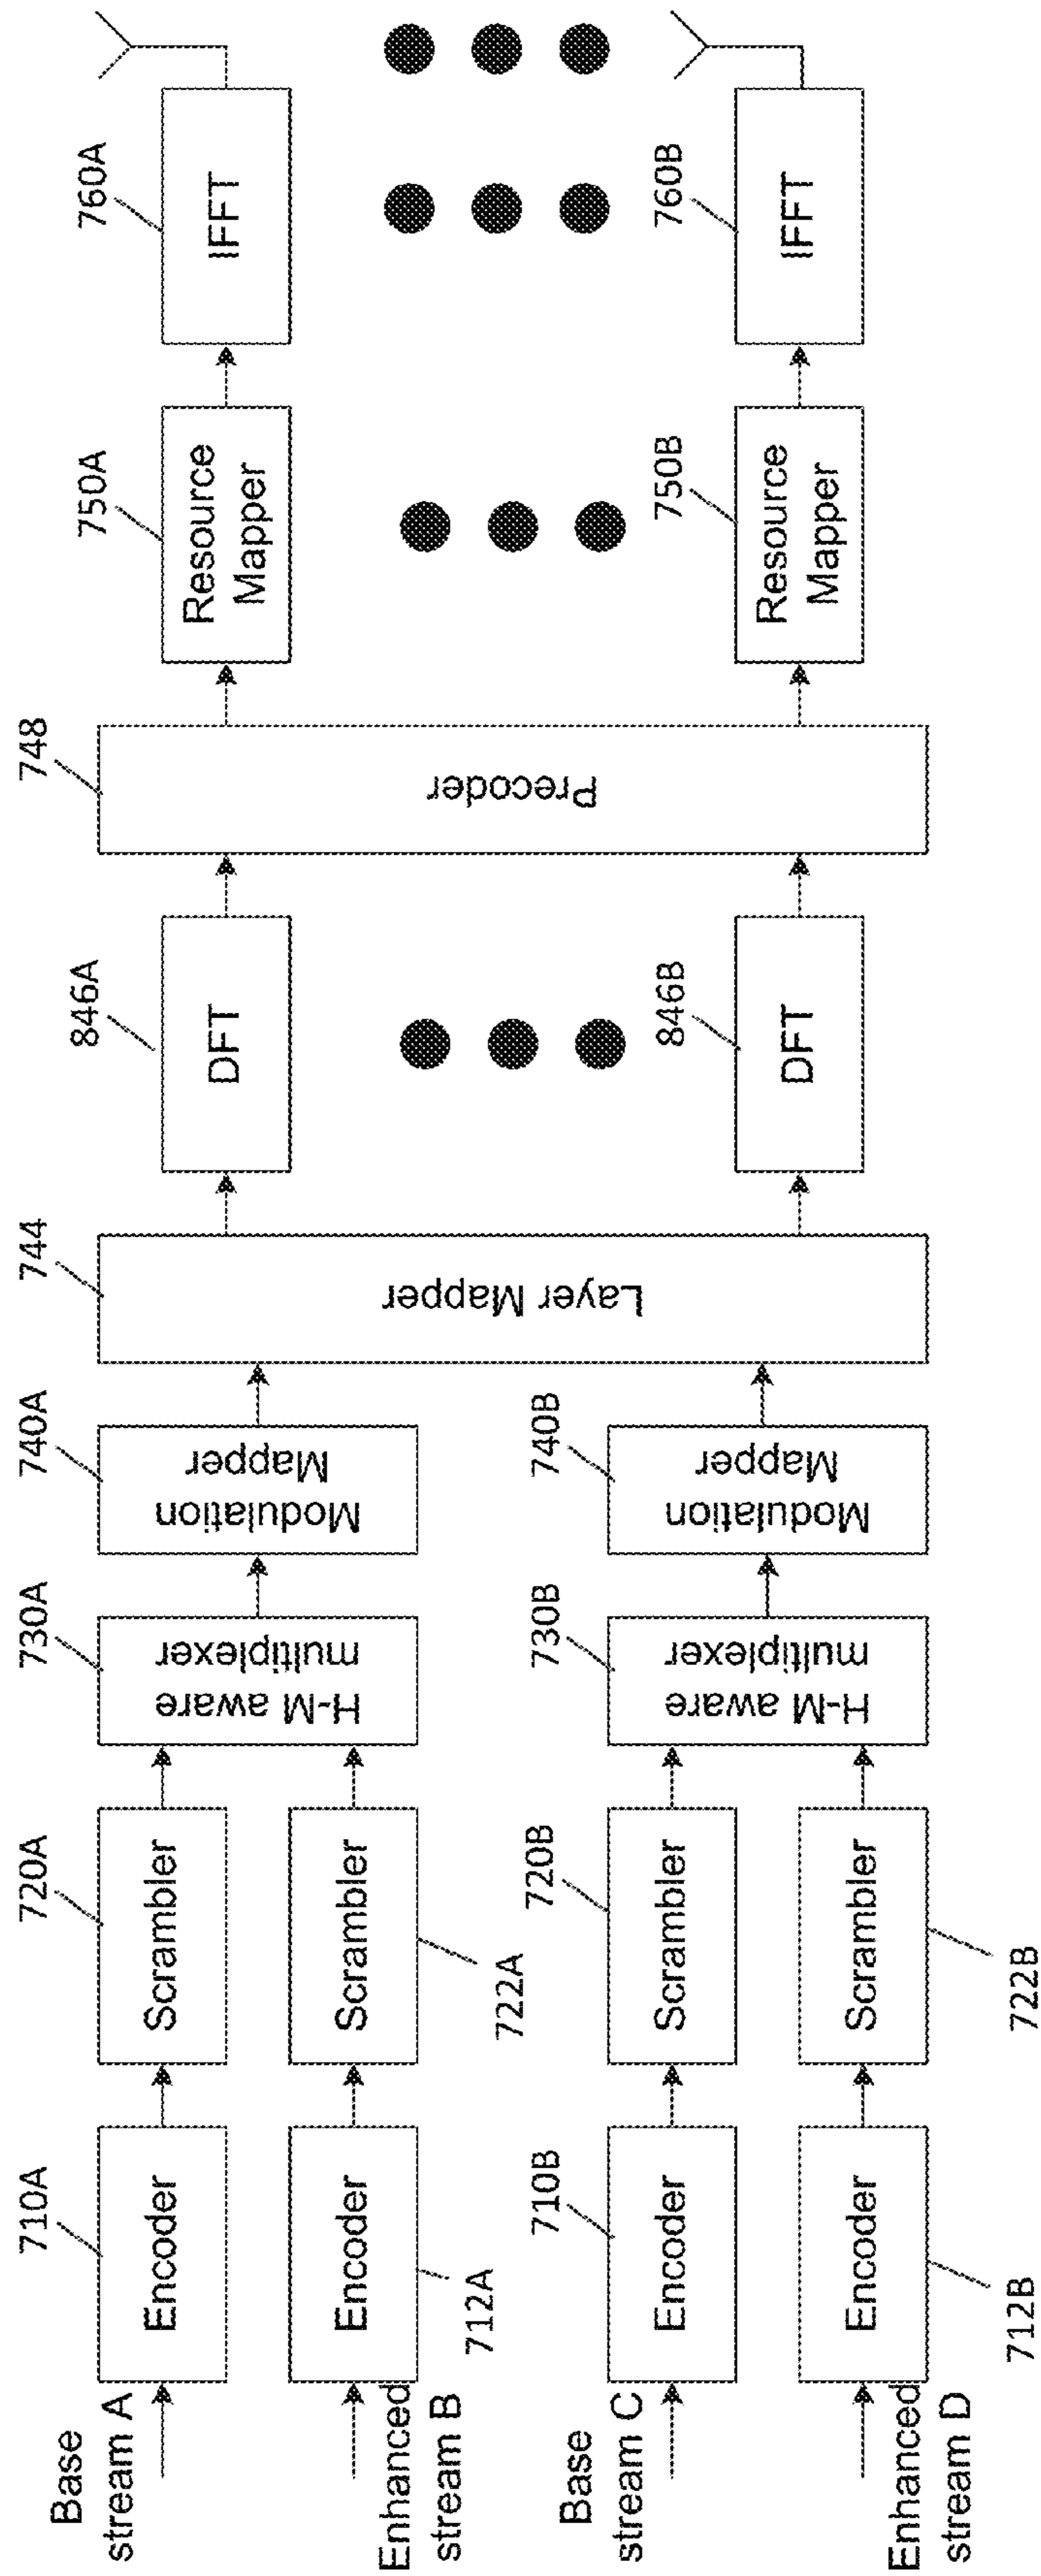 Base
stream A
710A
Encoder
720A
Scrambler
Enhanced
stream B
712A
Encoder
722A
Scrambler
730A
H-M aware
multiplexer
740A
Modulation
Mapper
Base
stream C
710B
Encoder
720B
Scrambler
Enhanced
stream D
712B
Encoder
722B
Scrambler
730B
H-M aware
multiplexer
740B
Modulation
Mapper
744
Layer Mapper
846A
DFT
846B
DFT
748
Precoder
750A
Resource
Mapper
750B
Resource
Mapper
760A
IFFT
760B
IFFT